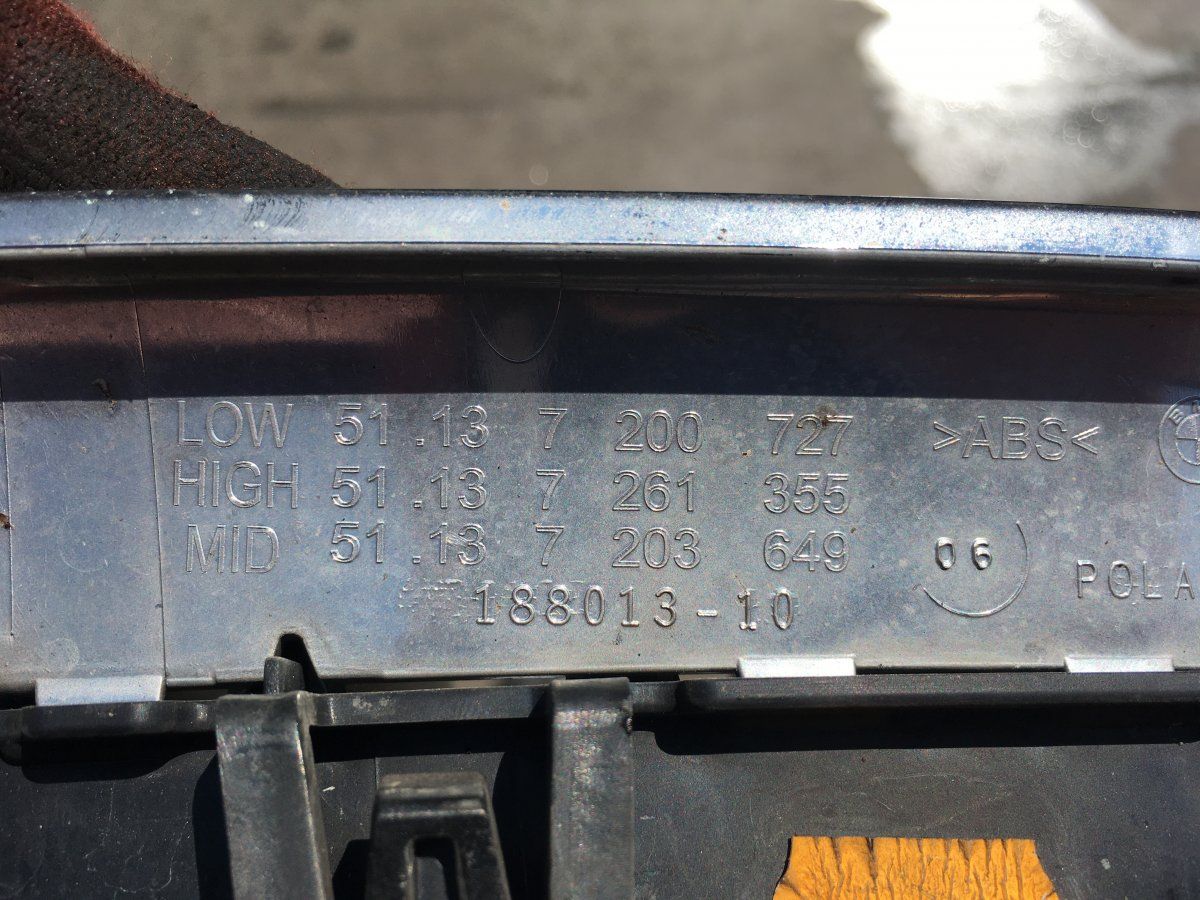 LOW 51.13 7 200 727 >ABS<
HIGH 51.13 7 261 355
MID 51.13 7 203 649
06
POLA
188013-10